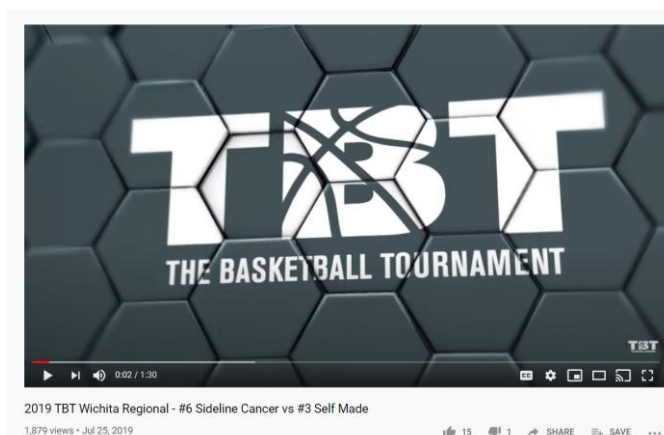 TBT
THE BASKETBALL TOURNAMENT
TBT
0:02 / 1:30
CC
2019 TBT Wichita Regional - #6 Sideline Cancer vs #3 Self Made
1,879 views • Jul 25, 2019
15
1
SHARE
SAVE